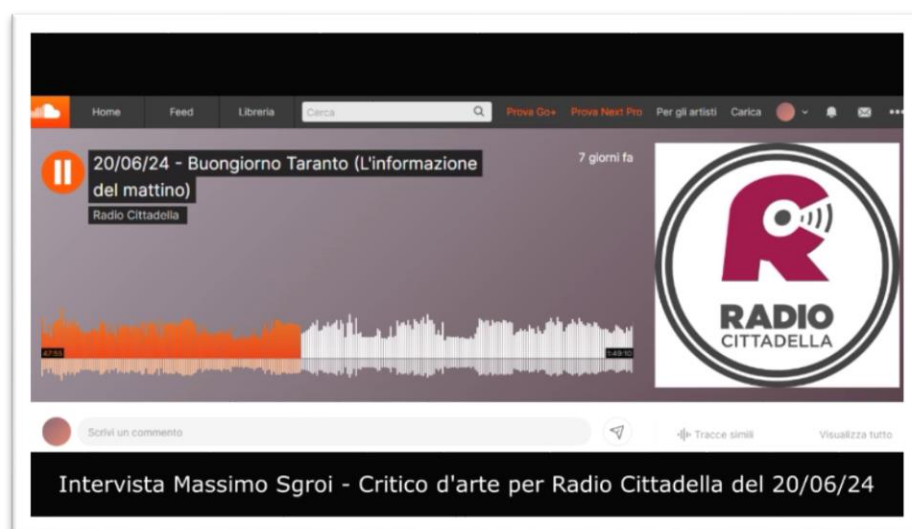 Home Feed Libreria Cerca Prova Go+ Prova Next Pro Per gli artisti Carica
20/06/24 - Buongiorno Taranto (L'informazione
del mattino)
Radio Cittadella
7 giorni fa
RADIO
CITTADELLA
47:55 1:49:10
Scrivi un commento
Tracce simili Visualizza tutto
Intervista Massimo Sgroi - Critico d'arte per Radio Cittadella del 20/06/24